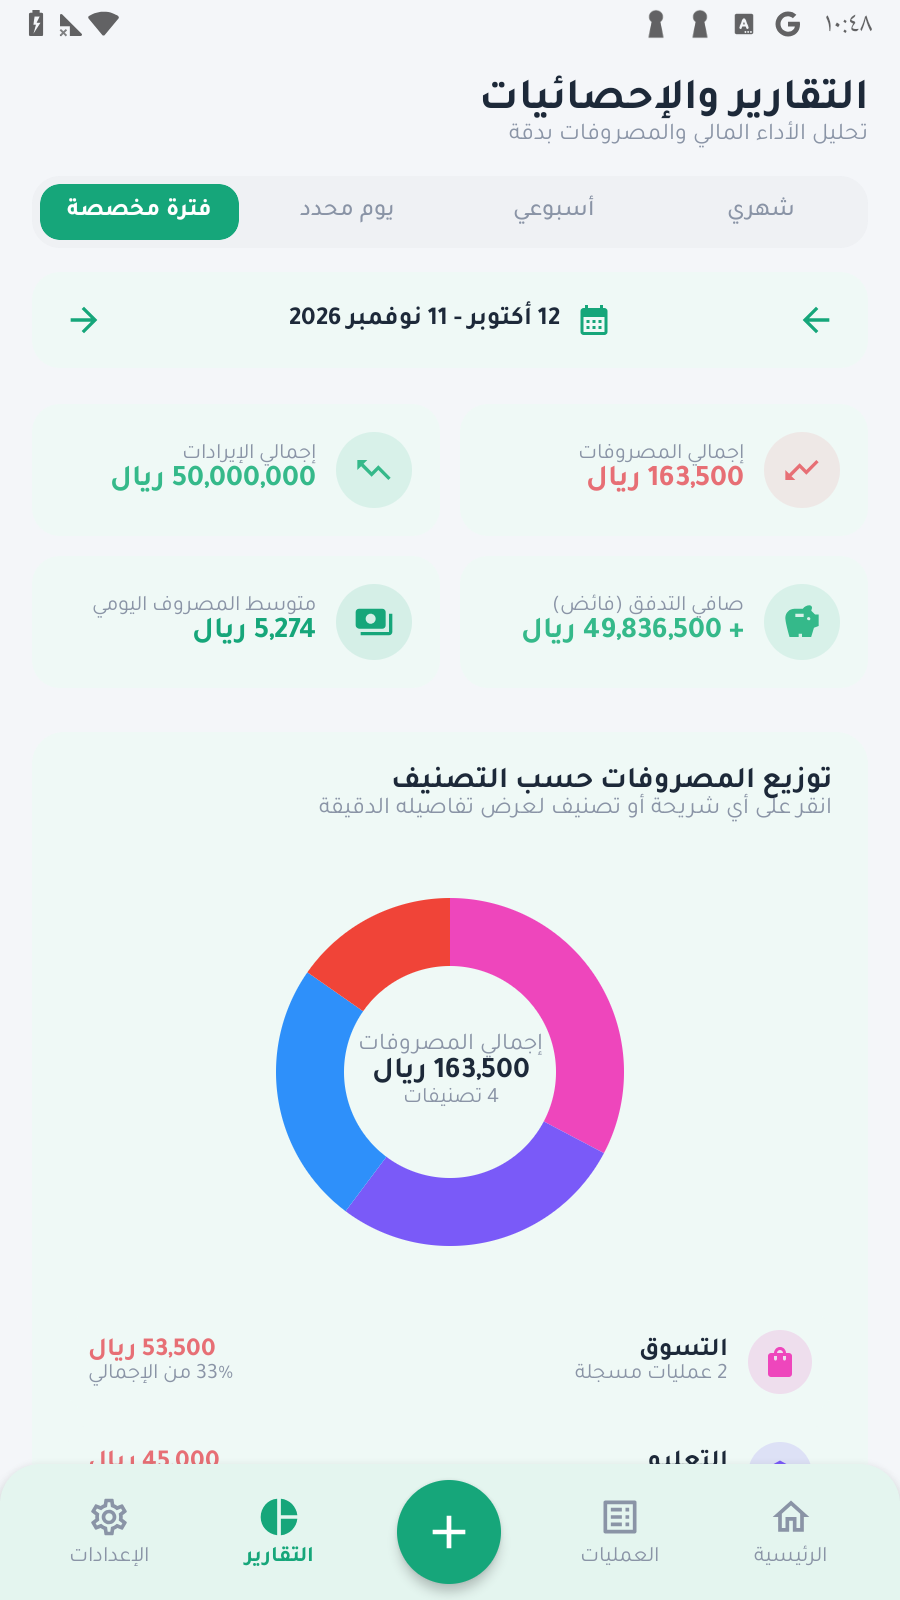 ١٠:٤٨
التقارير والإحصائيات
تحليل الأداء المالي والمصروفات بدقة
شهري
أسبوعي
يوم محدد
فترة مخصصة
12 أكتوبر - 11 نوفمبر 2026
إجمالي المصروفات
163,500 ريال
إجمالي الإيرادات
50,000,000 ريال
صافي التدفق (فائض)
+ 49,836,500 ريال
متوسط المصروف اليومي
5,274 ريال
توزيع المصروفات حسب التصنيف
انقر على أي شريحة أو تصنيف لعرض تفاصيله الدقيقة
إجمالي المصروفات
163,500 ريال
4 تصنيفات
التسوق
2 عمليات مسجلة
53,500 ريال
33% من الإجمالي
التعليم
45,000 ريال
الرئيسية
العمليات
التقارير
الإعدادات